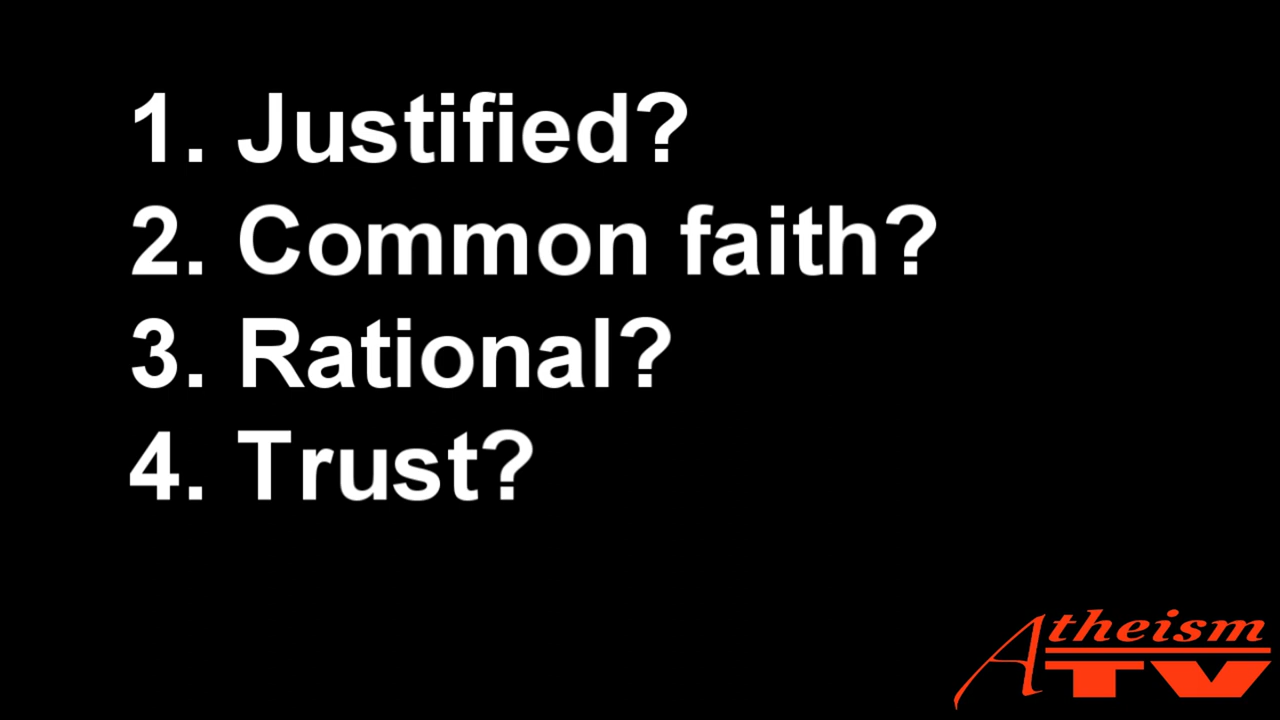 1. Justified?
2. Common faith?
3. Rational?
4. Trust?
Atheism
TV